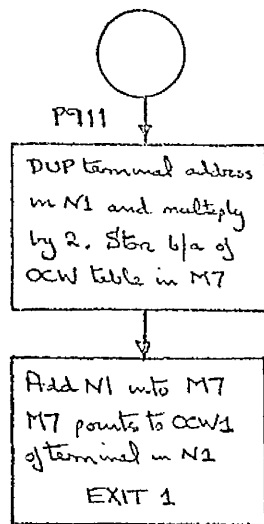 P911
DUP terminal address
in N1 and multiply
by 2. Store b/a of
OCW table in M7
Add N1 into M7
M7 points to OCW1
of terminal in N1
EXIT 1